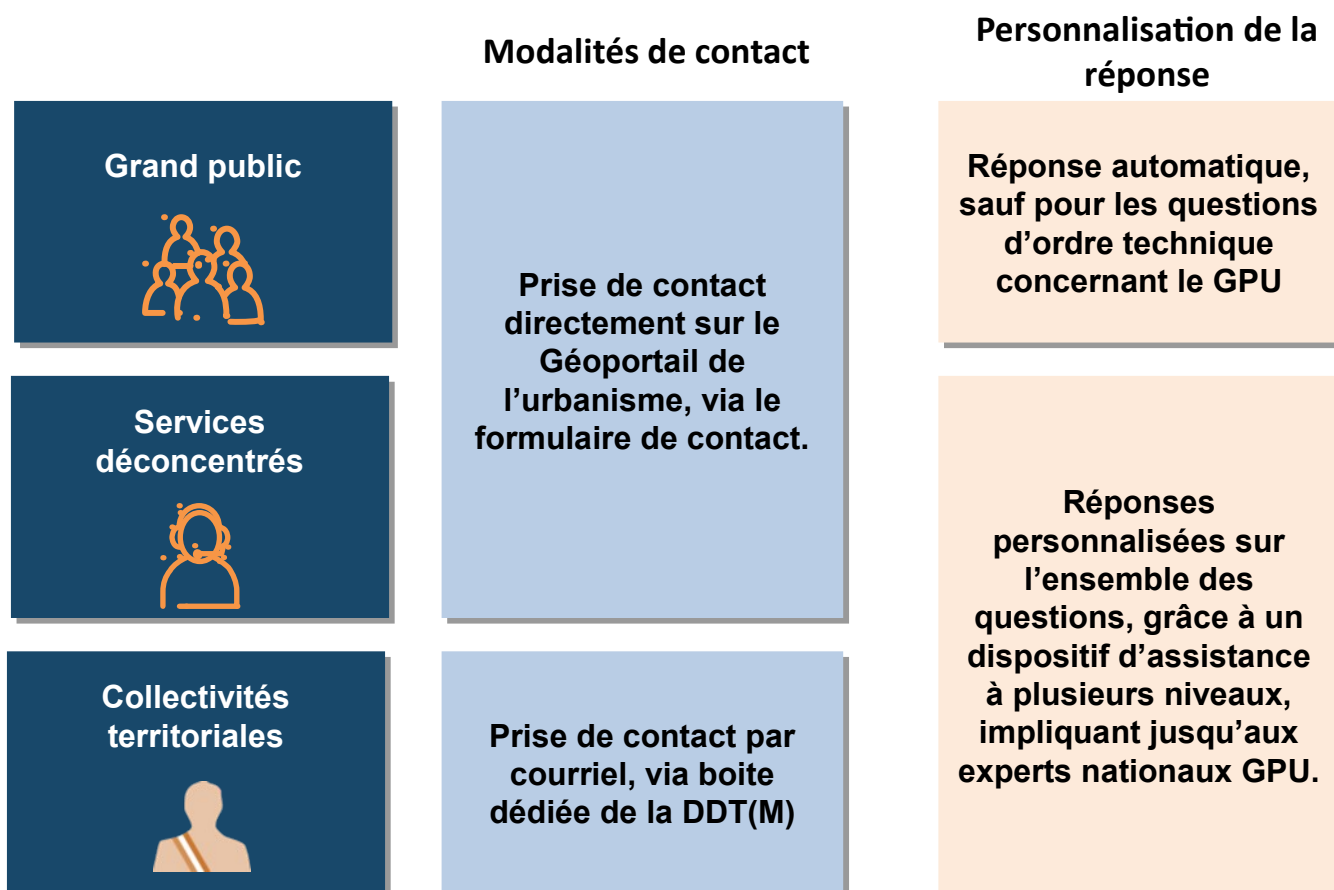 Modalités de contact
Personnalisation de la
réponse
Grand public
Prise de contact
directement sur le
Géoportail de
l’urbanisme, via le
formulaire de contact.
Réponse automatique,
sauf pour les questions
d’ordre technique
concernant le GPU
Services
déconcentrés
Réponses
personnalisées sur
l’ensemble des
questions, grâce à un
dispositif d’assistance
à plusieurs niveaux,
impliquant jusqu’aux
experts nationaux GPU.
Collectivités
territoriales
Prise de contact par
courriel, via boite
dédiée de la DDT(M)